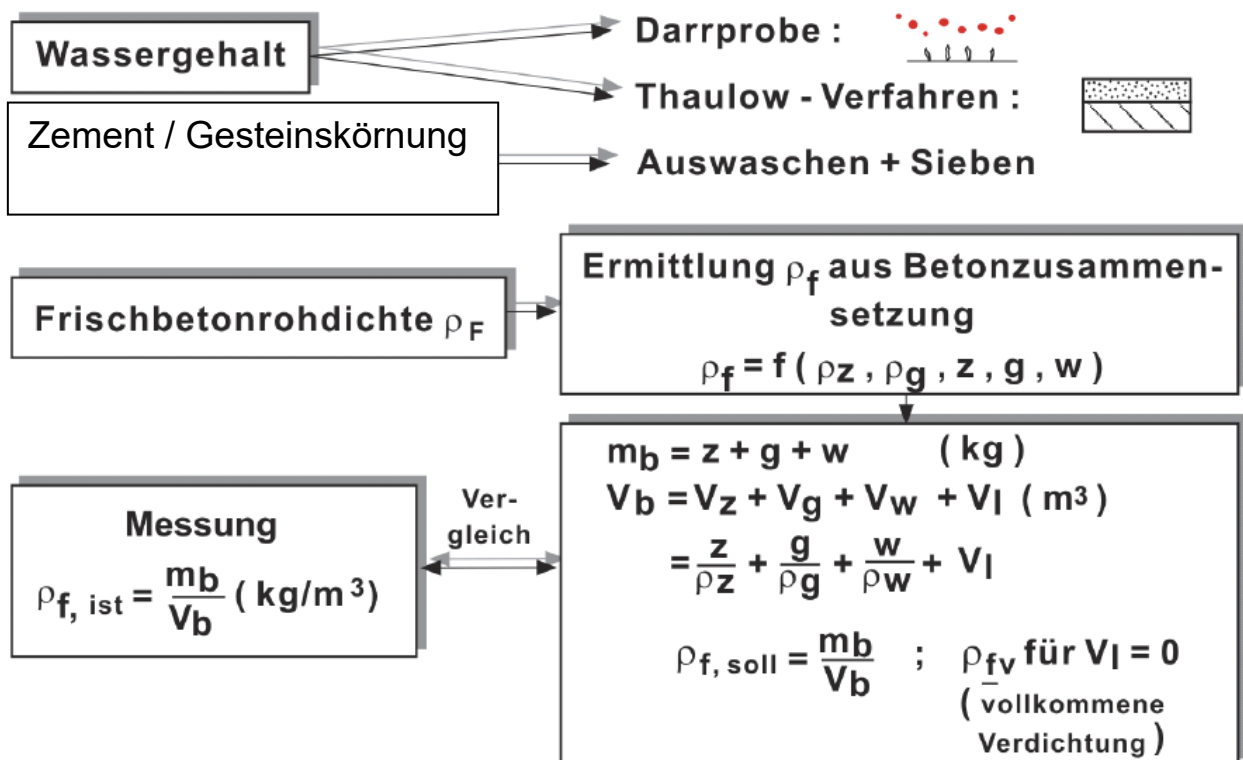 Wassergehalt
Darrprobe :
Thaulow - Verfahren :
Zement / Gesteinskörnung
Auswaschen + Sieben
Frischbetonrohdichte ρ F
Ermittlung ρf aus Betonzusammen-
setzung
ρf = f ( ρz , ρg , z , g , w )
mb = z + g + w ( kg )
Vb = Vz + Vg + Vw + Vl ( m³ )
= z/ρz + g/ρg + w/ρw + Vl
ρf, soll = mb/Vb ; ρfv für Vl = 0
( vollkommene
Verdichtung )
Ver-
gleich
Messung
ρf, ist = mb/Vb ( kg/m³ )